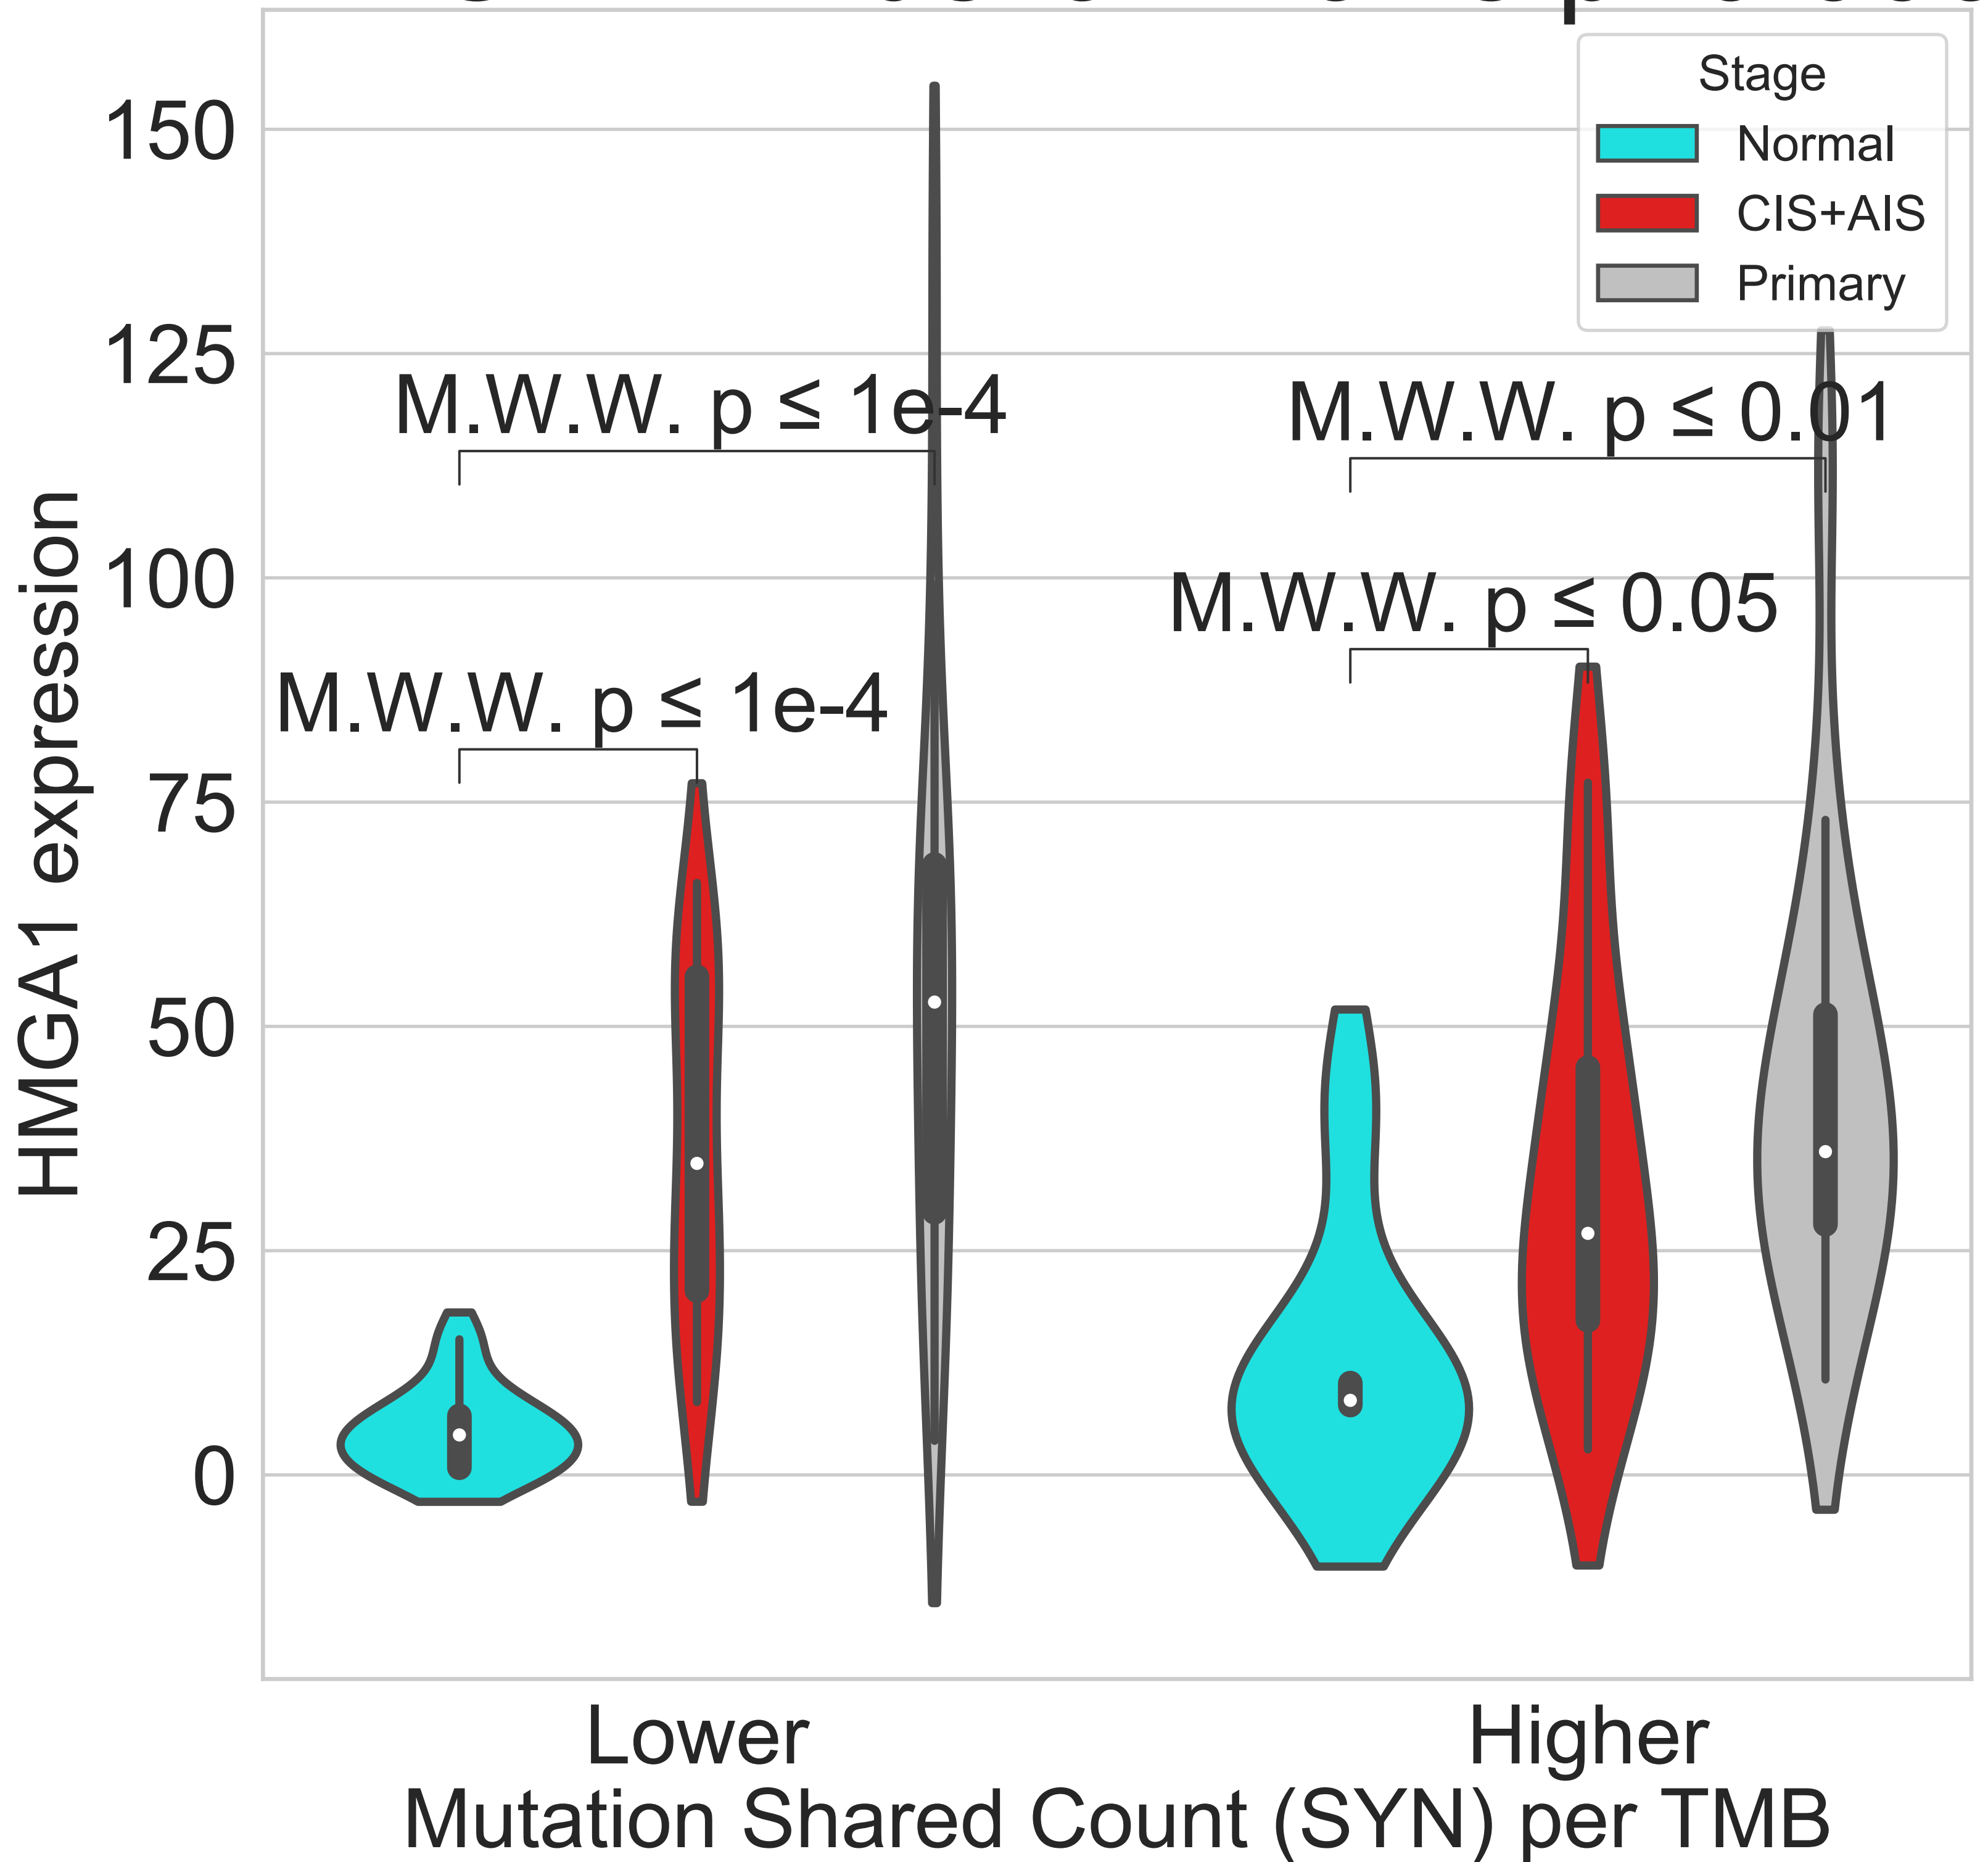 Stage
Normal
CIS+AIS
Primary
150
125
100
75
50
25
0
HMGA1 expression
M.W.W. p ≤ 1e-4
M.W.W. p ≤ 0.01
M.W.W. p ≤ 0.05
M.W.W. p ≤ 1e-4
Lower
Higher
Mutation Shared Count (SYN) per TMB